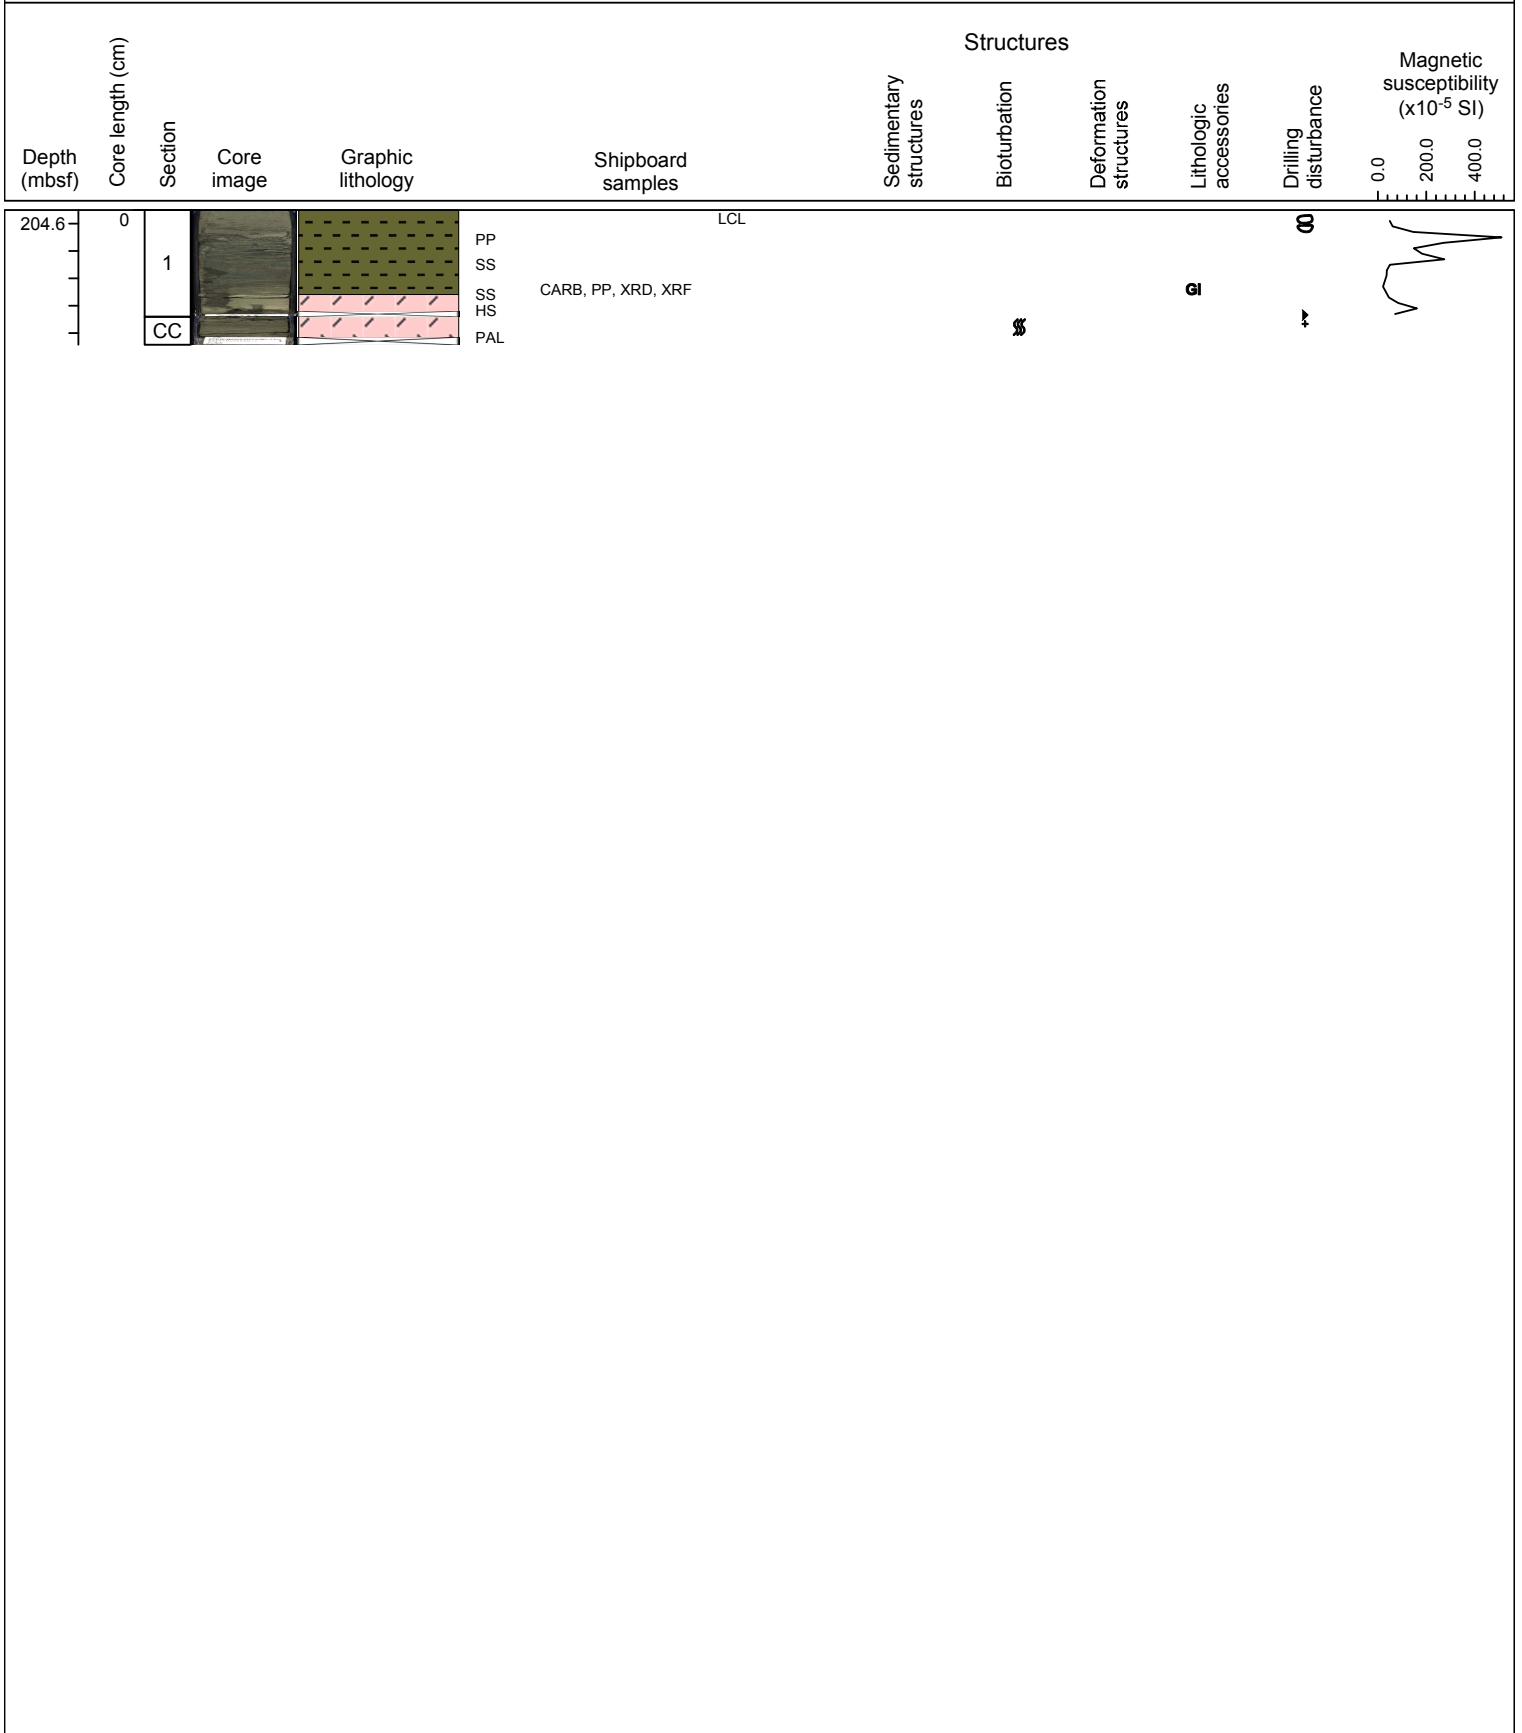 Structures
Depth
(mbsf)
Core length (cm)
Section
Core
image
Graphic
lithology
Shipboard
samples
Sedimentary
structures
Bioturbation
Deformation
structures
Lithologic
accessories
Drilling
disturbance
Magnetic
susceptibility
(x10-5 SI)
0.0
200.0
400.0
204.6
0
1
CC
LCL
PP
SS
SS
CARB, PP, XRD, XRF
HS
PAL
Gl